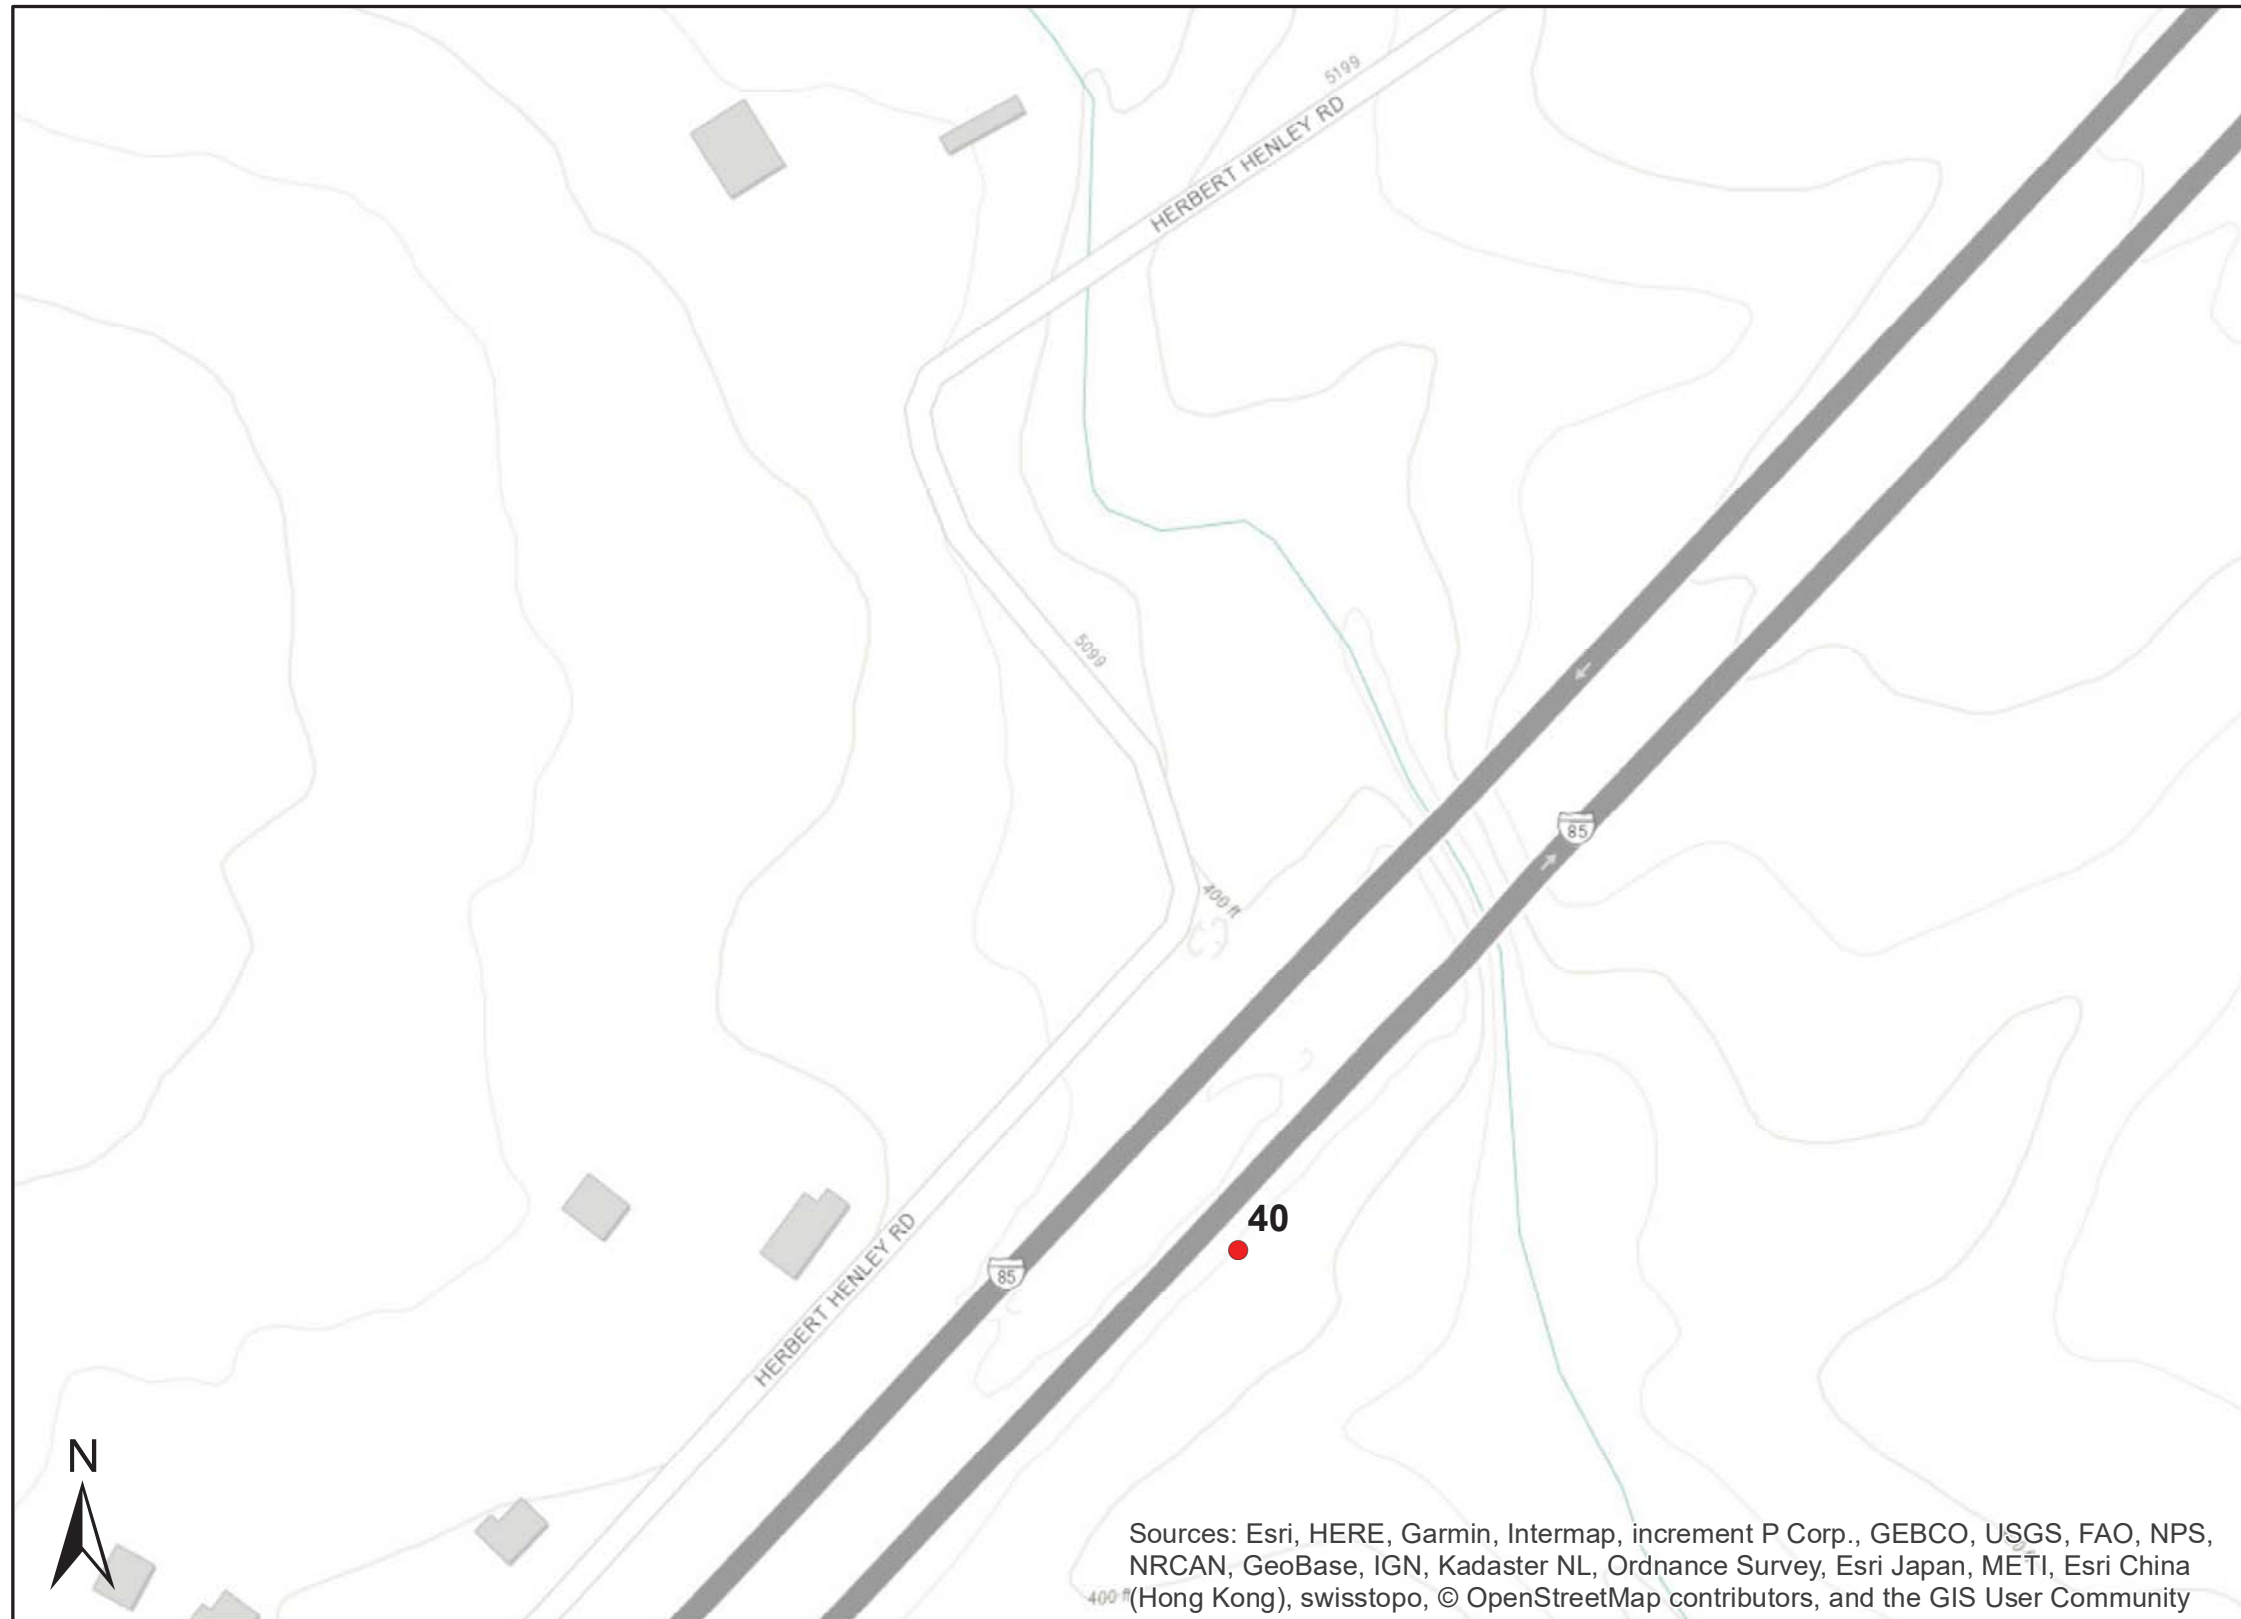 5199
HERBERT HENLEY RD
5099
400 ft
85
40
85
HERBERT HENLEY RD
N
Sources: Esri, HERE, Garmin, Intermap, increment P Corp., GEBCO, USGS, FAO, NPS,
NRCAN, GeoBase, IGN, Kadaster NL, Ordnance Survey, Esri Japan, METI, Esri China
400 ft
(Hong Kong), swisstopo, © OpenStreetMap contributors, and the GIS User Community